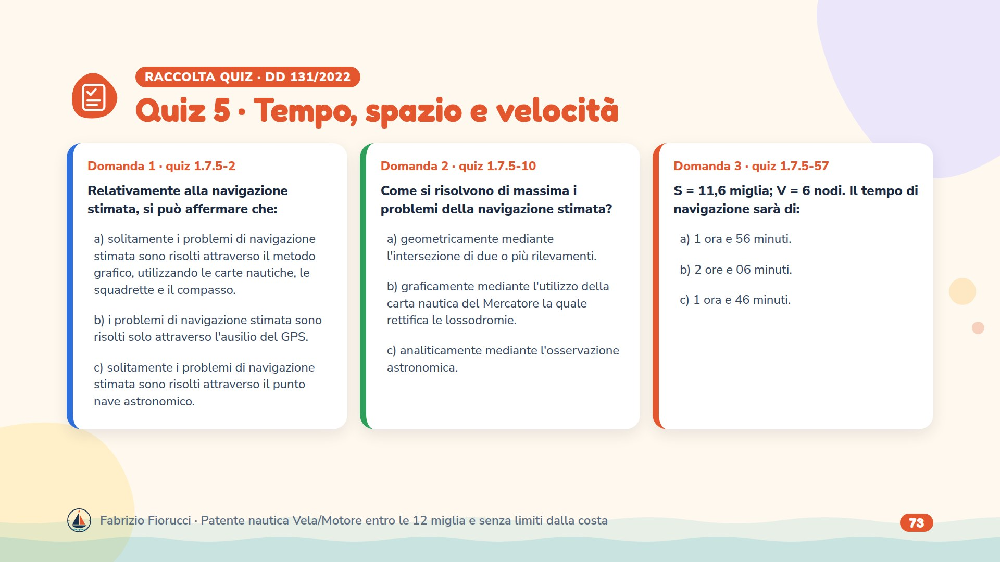 RACCOLTA QUIZ · DD 131/2022
Quiz 5 · Tempo, spazio e velocità
Domanda 1 · quiz 1.7.5-2
Relativamente alla navigazione
stimata, si può affermare che:
a) solitamente i problemi di navigazione
stimata sono risolti attraverso il metodo
grafico, utilizzando le carte nautiche, le
squadrette e il compasso.
b) i problemi di navigazione stimata sono
risolti solo attraverso l'ausilio del GPS.
c) solitamente i problemi di navigazione
stimata sono risolti attraverso il punto
nave astronomico.
Domanda 2 · quiz 1.7.5-10
Come si risolvono di massima i
problemi della navigazione stimata?
a) geometricamente mediante
l'intersezione di due o più rilevamenti.
b) graficamente mediante l'utilizzo della
carta nautica del Mercatore la quale
rettifica le lossodromie.
c) analiticamente mediante l'osservazione
astronomica.
Domanda 3 · quiz 1.7.5-57
S = 11,6 miglia; V = 6 nodi. Il tempo di
navigazione sarà di:
a) 1 ora e 56 minuti.
b) 2 ore e 06 minuti.
c) 1 ora e 46 minuti.
Fabrizio Fiorucci · Patente nautica Vela/Motore entro le 12 miglia e senza limiti dalla costa
73